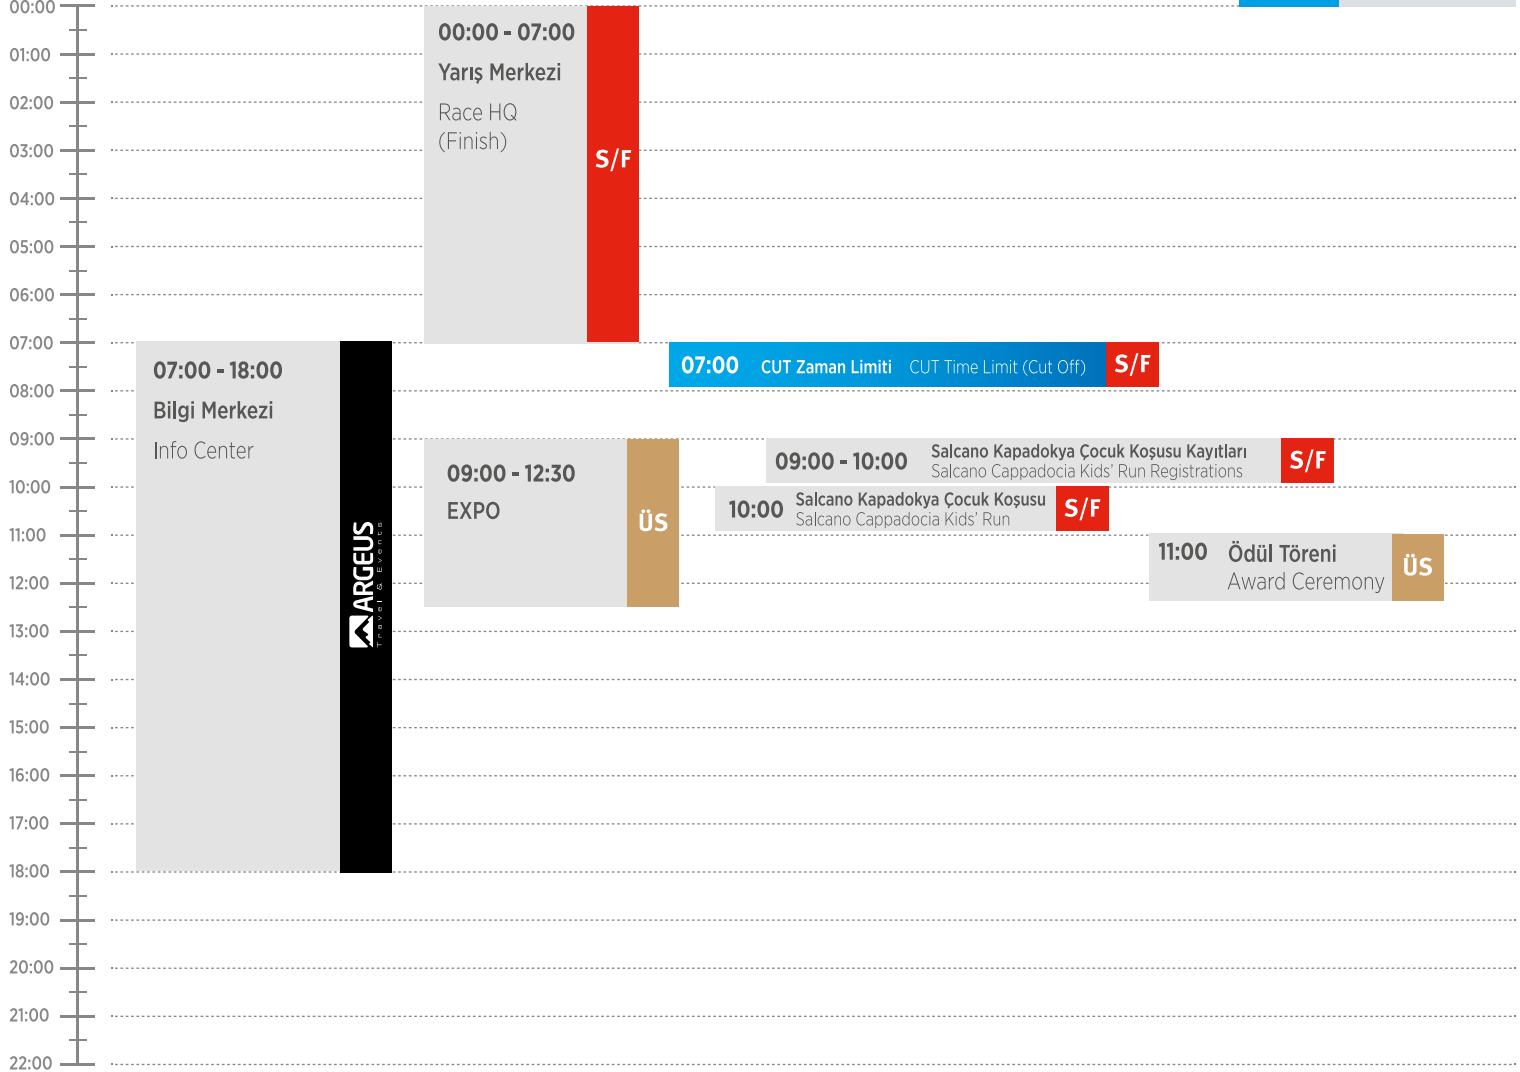 00:00
01:00
02:00
03:00
04:00
05:00
06:00
07:00
08:00
09:00
10:00
11:00
12:00
13:00
14:00
15:00
16:00
17:00
18:00
19:00
20:00
21:00
22:00
00:00 - 07:00
Yarış Merkezi
Race HQ
(Finish)
S/F
07:00 - 18:00
Bilgi Merkezi
Info Center
ARGEUS
Travel & Events
07:00 CUT Zaman Limiti CUT Time Limit (Cut Off) S/F
09:00 - 12:30
EXPO
ÜS
09:00 - 10:00
Salcano Kapadokya Çocuk Koşusu Kayıtları
Salcano Cappadocia Kids' Run Registrations
S/F
10:00
Salcano Kapadokya Çocuk Koşusu
Salcano Cappadocia Kids' Run
S/F
11:00 Ödül Töreni
Award Ceremony
ÜS